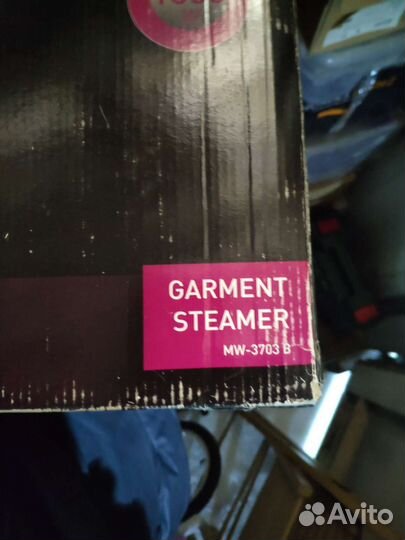 GARMENT
STEAMER
MW-3703 B
Avito